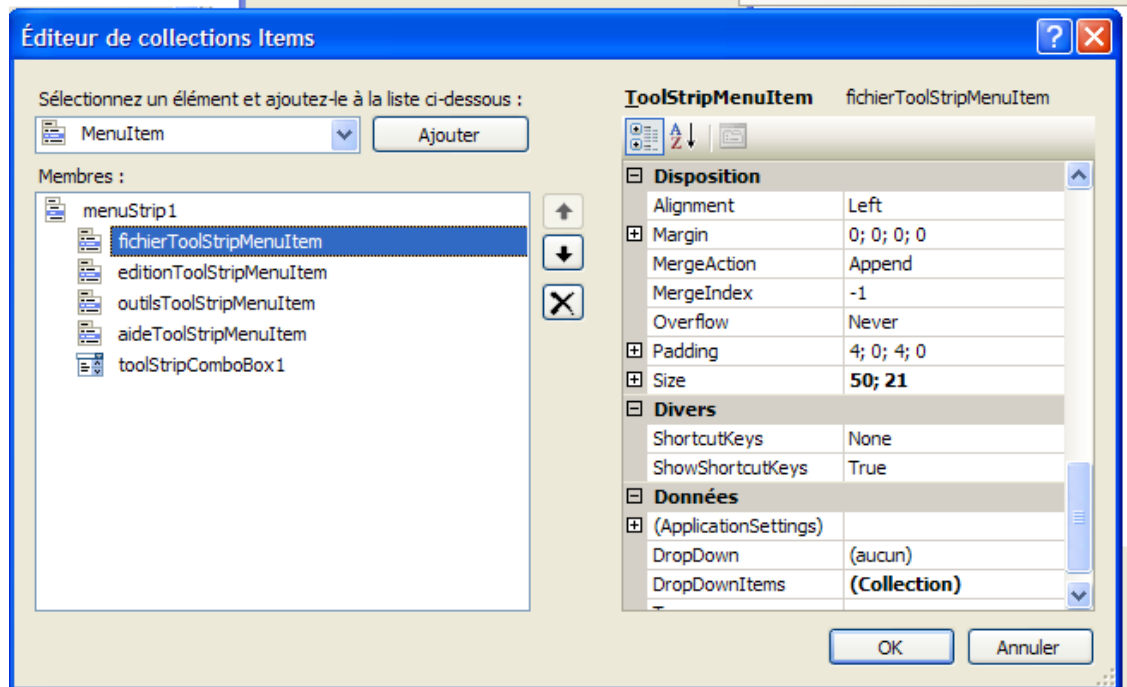 Éditeur de collections Items
Sélectionnez un élément et ajoutez-le à la liste ci-dessous :
MenuItem
Ajouter
Membres :
menuStrip1
fichierToolStripMenuItem
editionToolStripMenuItem
outilsToolStripMenuItem
aideToolStripMenuItem
toolStripComboBox1
ToolStripMenuItem fichierToolStripMenuItem
Disposition
Alignment Left
Margin 0; 0; 0; 0
MergeAction Append
MergeIndex -1
Overflow Never
Padding 4; 0; 4; 0
Size 50; 21
Divers
ShortcutKeys None
ShowShortcutKeys True
Données
(ApplicationSettings)
DropDown (aucun)
DropDownItems (Collection)
OK Annuler